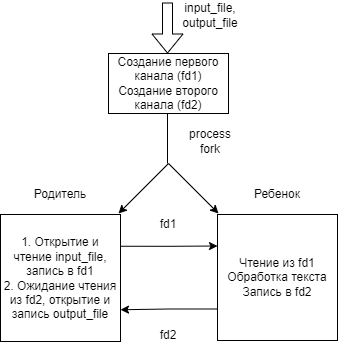 input_file,
output_file
Создание первого
канала (fd1)
Создание второго
канала (fd2)
process
fork
Родитель
Ребенок
1. Открытие и
чтение input_file,
запись в fd1
2. Ожидание чтения
из fd2, открытие и
запись output_file
fd1
Чтение из fd1
Обработка текста
Запись в fd2
fd2